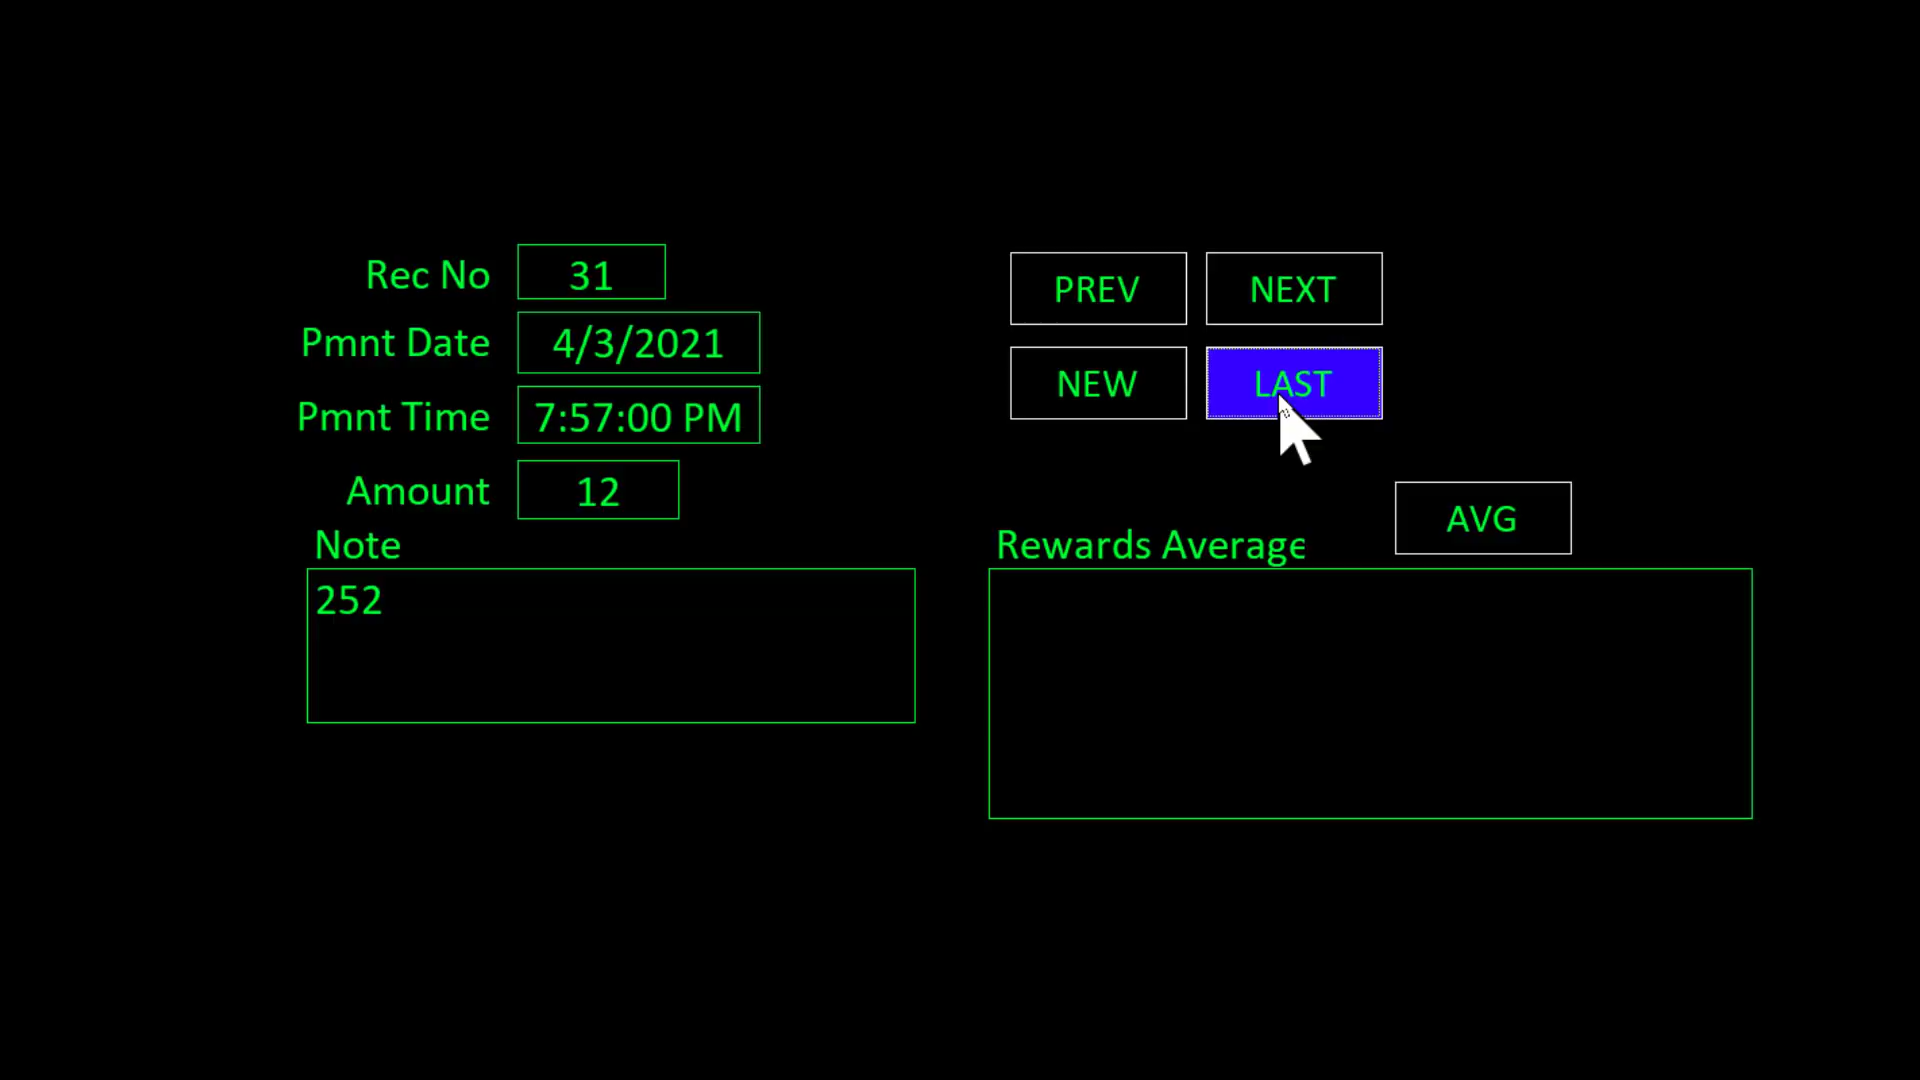 Rec No 31
Pmnt Date 4/3/2021
Pmnt Time 7:57:00 PM
Amount 12
Note
252
PREV NEXT
NEW LAST
AVG
Rewards Average